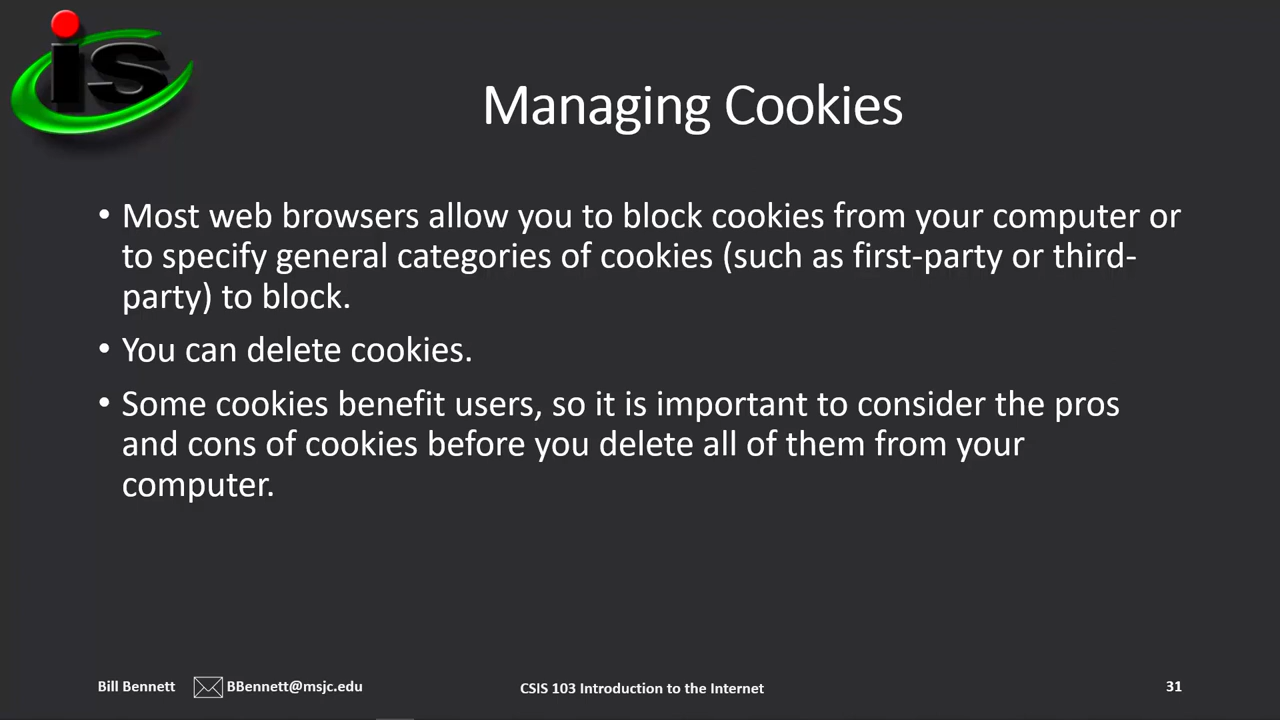 is
Managing Cookies
• Most web browsers allow you to block cookies from your computer or
to specify general categories of cookies (such as first-party or third-
party) to block.
• You can delete cookies.
• Some cookies benefit users, so it is important to consider the pros
and cons of cookies before you delete all of them from your
computer.
Bill Bennett BBennett@msjc.edu CSIS 103 Introduction to the Internet 31